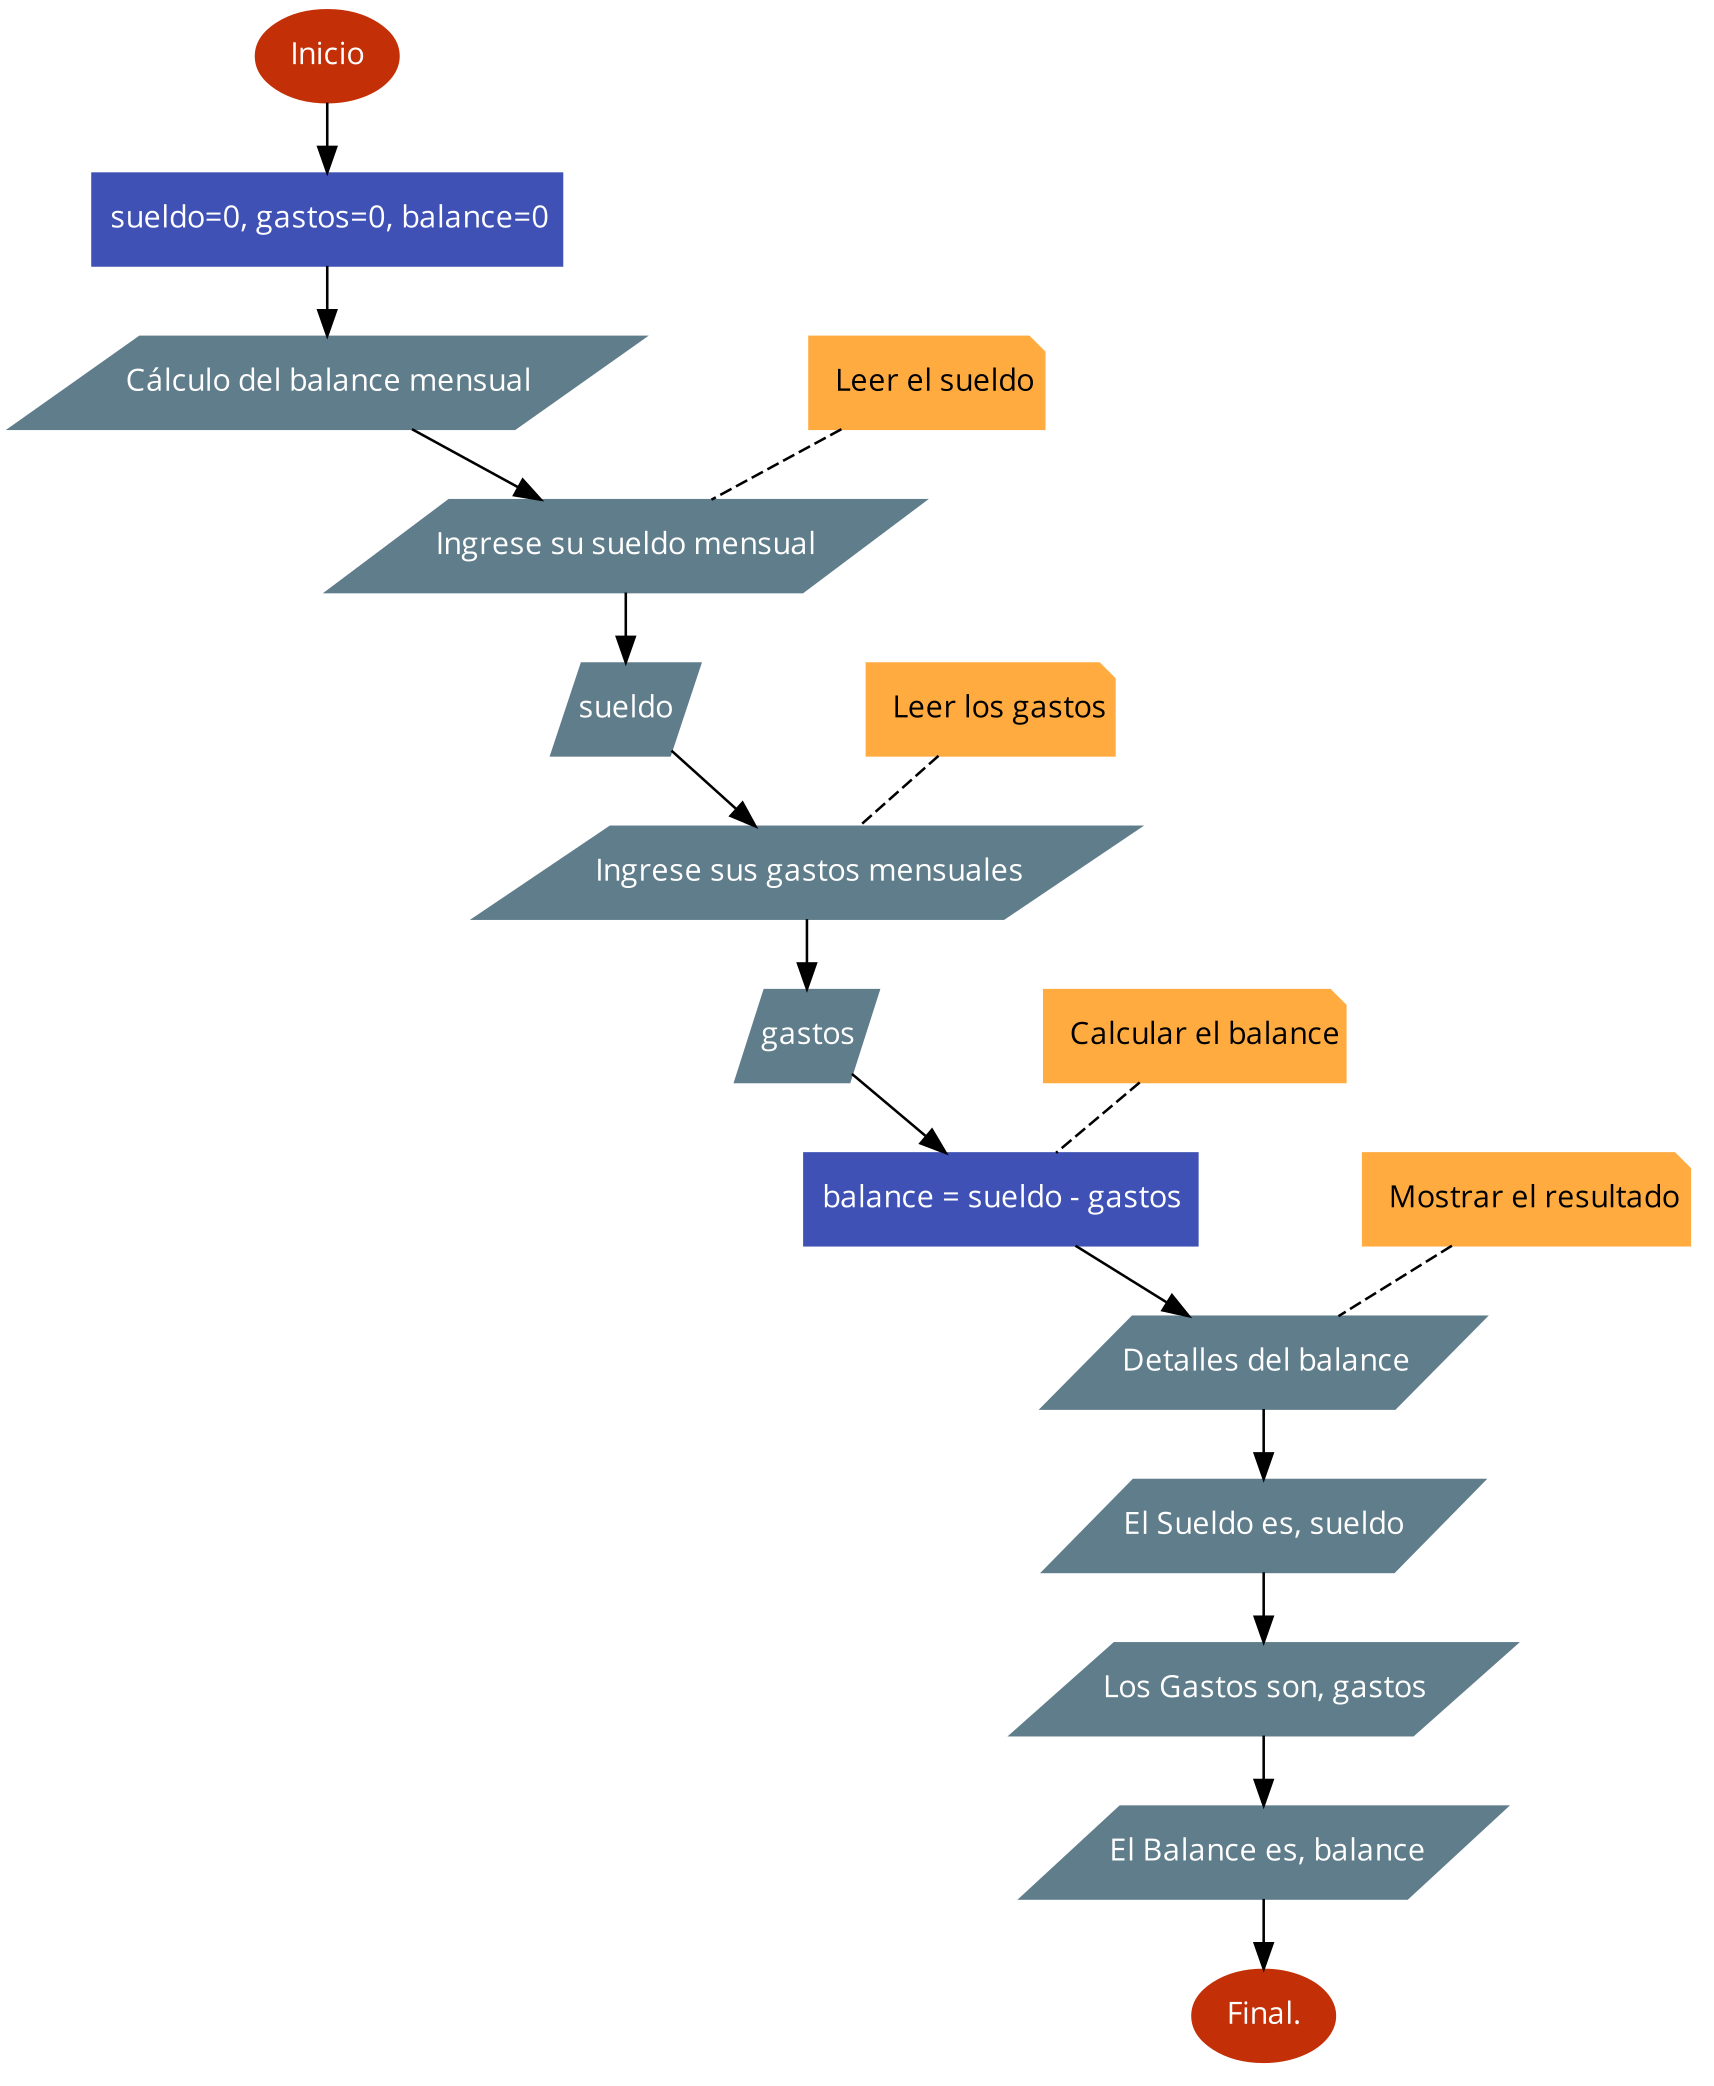 Inicio
sueldo=0, gastos=0, balance=0
Cálculo del balance mensual
Leer el sueldo
Ingrese su sueldo mensual
sueldo
Leer los gastos
Ingrese sus gastos mensuales
gastos
Calcular el balance
balance = sueldo - gastos
Mostrar el resultado
Detalles del balance
El Sueldo es, sueldo
Los Gastos son, gastos
El Balance es, balance
Final.